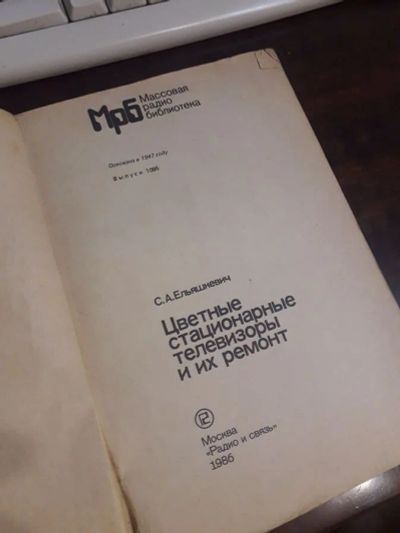 МРБ
Массовая
радио
библиотека
Основана в 1947 году
Выпуск 1095
С.А.Ельяшкевич
Цветные
стационарные
телевизоры
и их ремонт
Москва
"Радио и связь"
1986